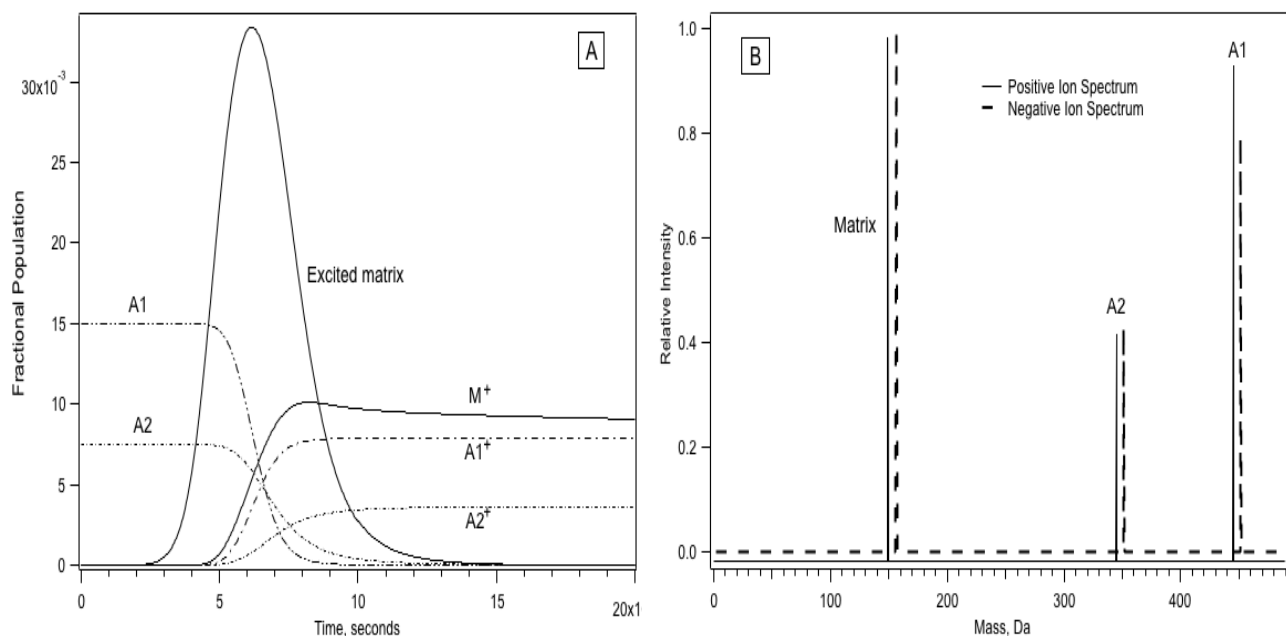 A
Fractional Population
30x10⁻³
25
20
15
10
5
0
A1
A2
Excited matrix
M⁺
A1⁺
A2⁺
0
5
10
15
20x1
Time, seconds
B
Relative Intensity
1.0
0.8
0.6
0.4
0.2
0.0
A1
Positive Ion Spectrum
Negative Ion Spectrum
Matrix
A2
0
100
200
300
400
Mass, Da